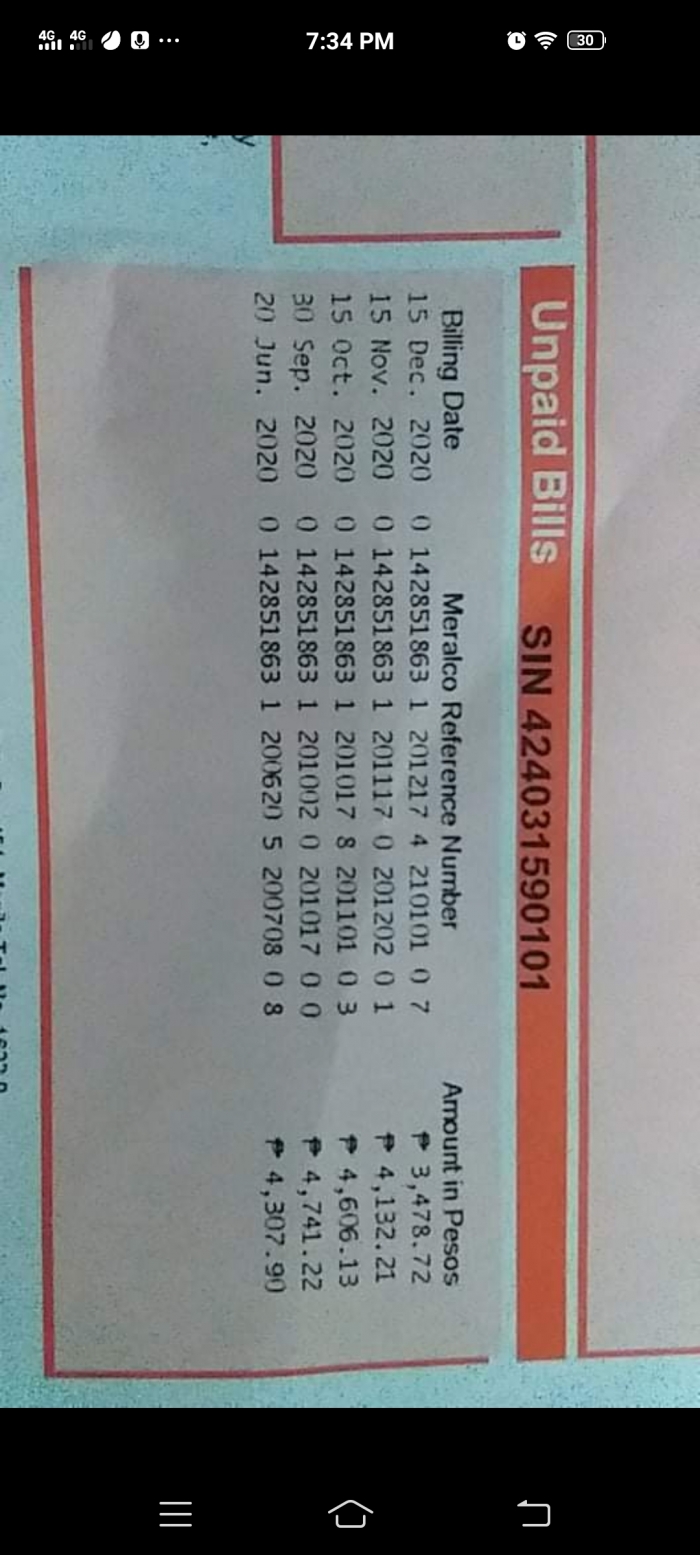 7:34 PM
4G 4G
30
Unpaid Bills SIN 424031590101
Billing Date Meralco Reference Number Amount in Pesos
15 Dec. 2020 0 142851863 1 201217 4 210101 0 7 ₱ 3,478.72
15 Nov. 2020 0 142851863 1 201117 0 201202 0 1 ₱ 4,132.21
15 Oct. 2020 0 142851863 1 201017 8 201101 0 3 ₱ 4,606.13
30 Sep. 2020 0 142851863 1 201002 0 201017 0 0 ₱ 4,741.22
20 Jun. 2020 0 142851863 1 200620 5 200708 0 8 ₱ 4,307.90